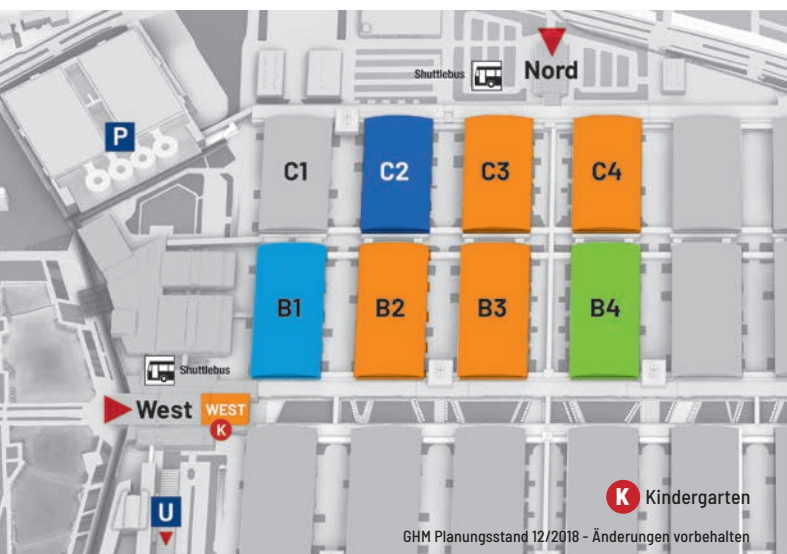 Shuttlebus
Nord
P
C1
C2
C3
C4
B1
B2
B3
B4
Shuttlebus
West
WEST
K
U
K Kindergarten
GHM Planungsstand 12/2018 - Änderungen vorbehalten